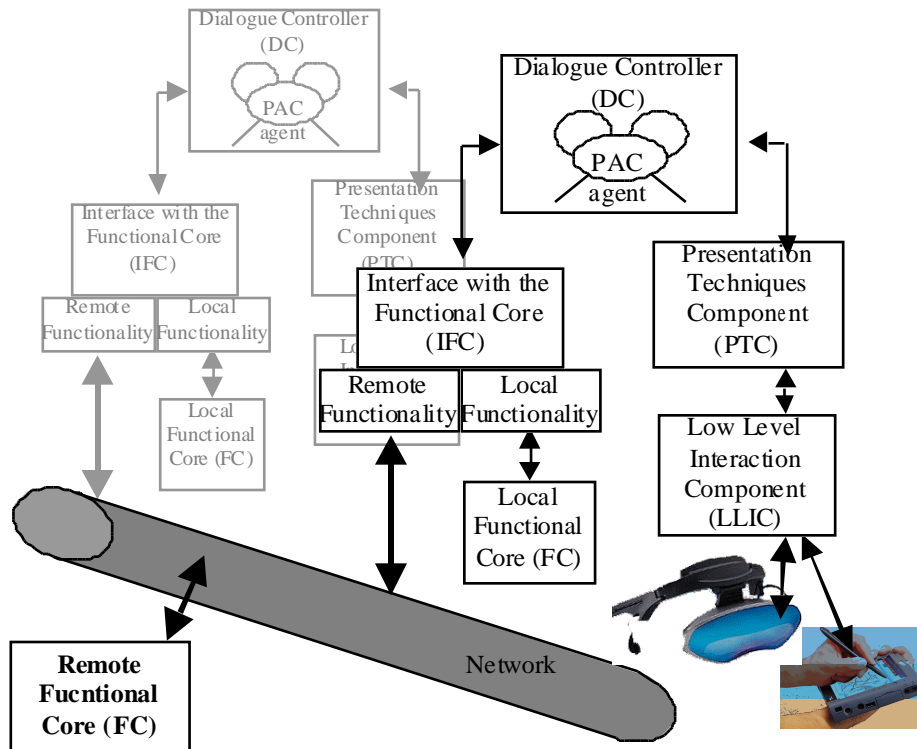 Dialogue Controller
(DC)
PAC
agent
Interface with the
Functional Core
(IFC)
Remote
Functionality
Local
Functionality
Local
Functional
Core (FC)
Presentation
Techniques
Component
(PTC)
Lo
Dialogue Controller
(DC)
PAC
agent
Interface with the
Functional Core
(IFC)
Remote
Functionality
Local
Functionality
Local
Functional
Core (FC)
Presentation
Techniques
Component
(PTC)
Low Level
Interaction
Component
(LLIC)
Network
Remote
Fucntional
Core (FC)